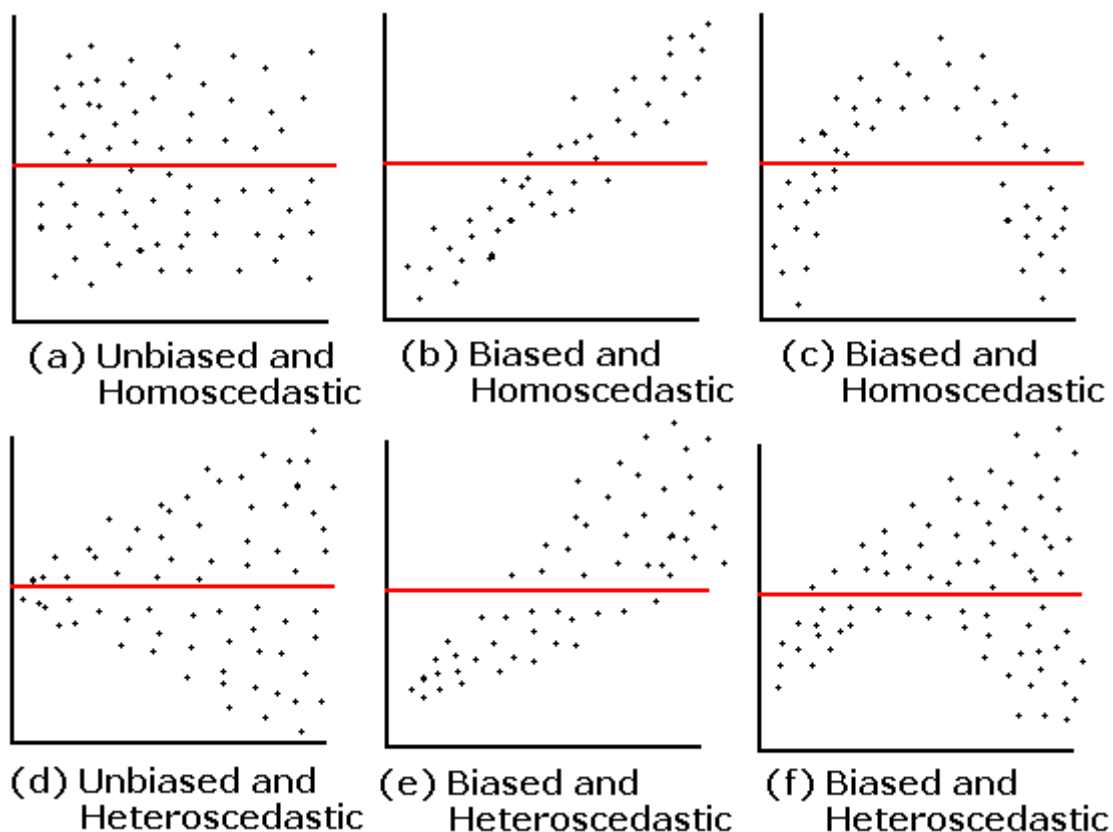 (a) Unbiased and
Homoscedastic
(b) Biased and
Homoscedastic
(c) Biased and
Homoscedastic
(d) Unbiased and
Heteroscedastic
(e) Biased and
Heteroscedastic
(f) Biased and
Heteroscedastic